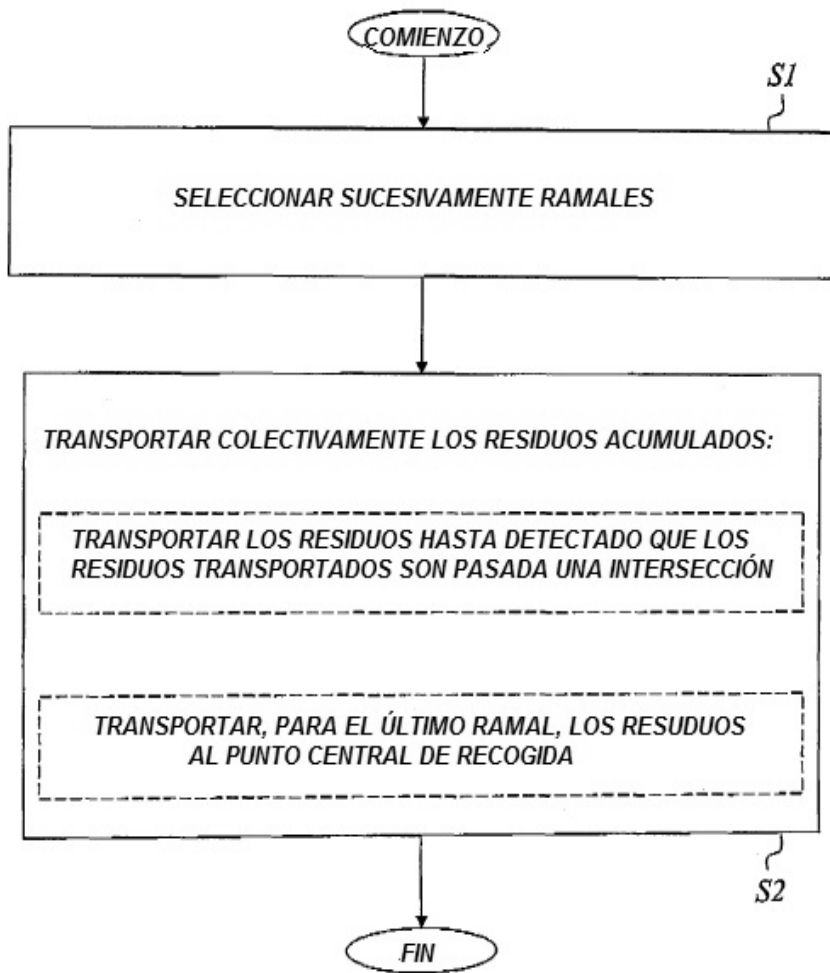 COMIENZO
S1
SELECCIONAR SUCESIVAMENTE RAMALES
TRANSPORTAR COLECTIVAMENTE LOS RESIDUOS ACUMULADOS:
TRANSPORTAR LOS RESIDUOS HASTA DETECTADO QUE LOS
RESIDUOS TRANSPORTADOS SON PASADA UNA INTERSECCIÓN
TRANSPORTAR, PARA EL ÚLTIMO RAMAL, LOS RESUDUOS
AL PUNTO CENTRAL DE RECOGIDA
S2
FIN